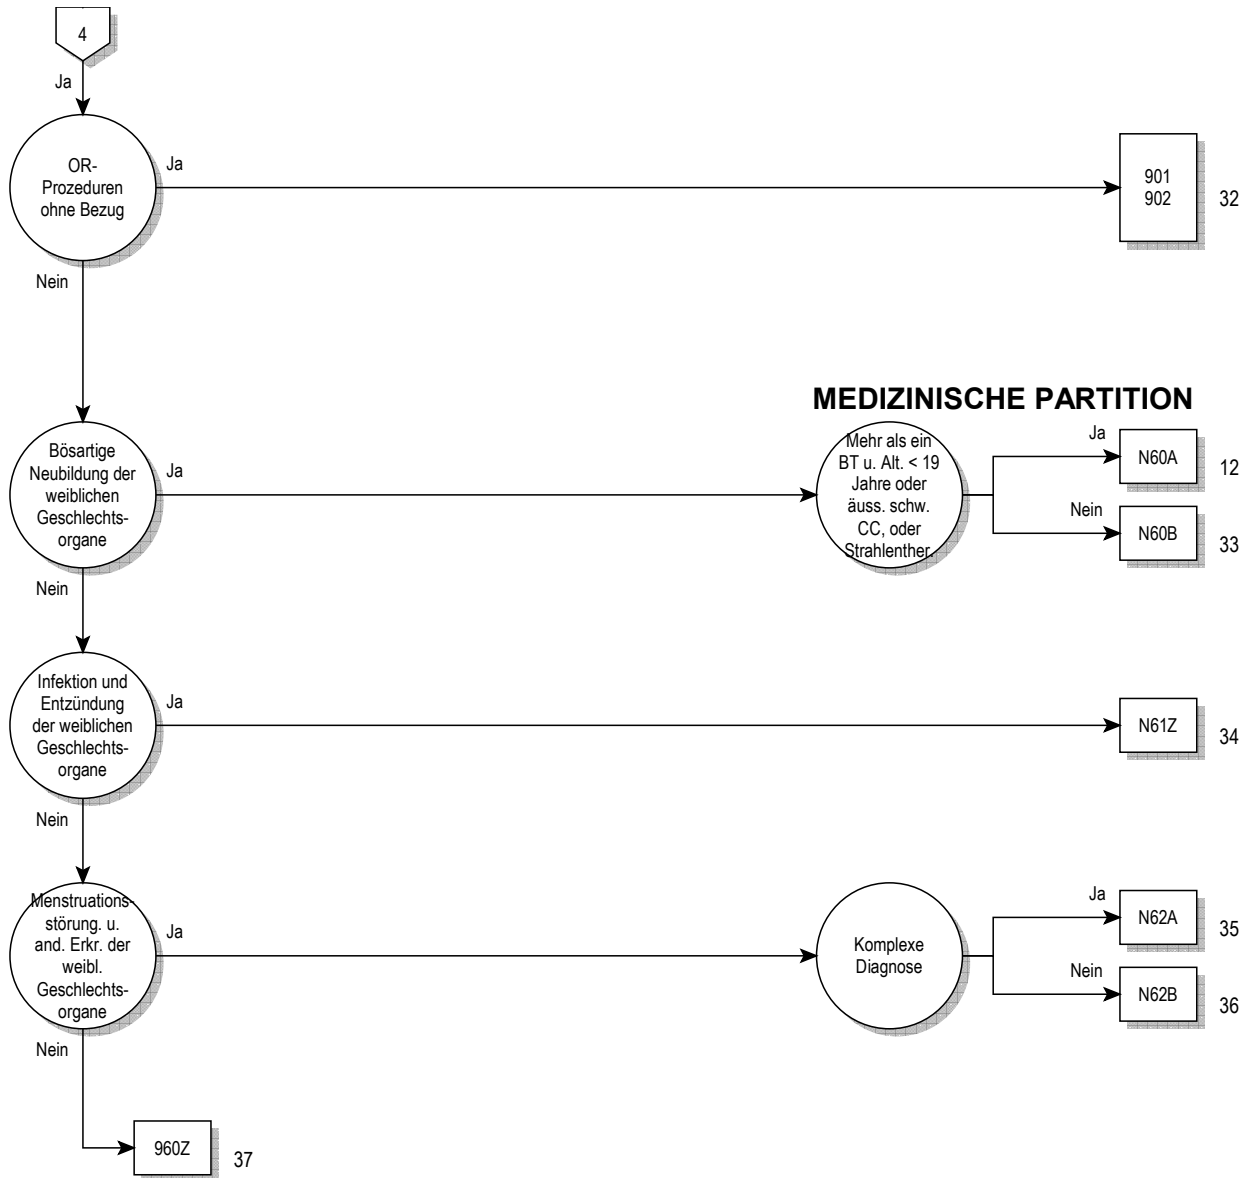 4
Ja
OR-
Prozeduren
ohne Bezug
Ja
901
902
32
Nein
MEDIZINISCHE PARTITION
Bösartige
Neubildung der
weiblichen
Geschlechts-
organe
Ja
Mehr als ein
BT u. Alt. < 19
Jahre oder
äuss. schw.
CC, oder
Strahlenther.
Ja
N60A
12
Nein
N60B
33
Nein
Infektion und
Entzündung
der weiblichen
Geschlechts-
organe
Ja
N61Z
34
Nein
Menstruations-
störung. u.
and. Erkr. der
weibl.
Geschlechts-
organe
Ja
Komplexe
Diagnose
Ja
N62A
35
Nein
N62B
36
Nein
960Z
37